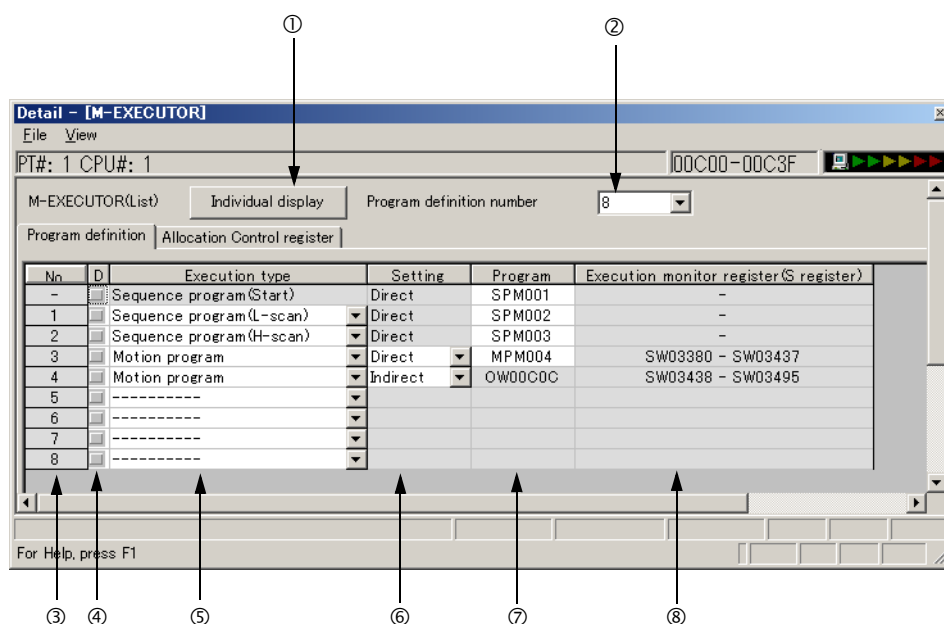 ① ②
Detail - [M-EXECUTOR]
File View
PT#: 1 CPU#: 1 00C00-00C3F
M-EXECUTOR(List) Individual display Program definition number 8
Program definition Allocation Control register
No D Execution type Setting Program Execution monitor register(S register)
- Sequence program(Start) Direct SPM001 -
1 Sequence program(L-scan) Direct SPM002 -
2 Sequence program(H-scan) Direct SPM003 -
3 Motion program Direct MPM004 SW03380 - SW03437
4 Motion program Indirect OW00C0C SW03438 - SW03495
5 ----------
6 ----------
7 ----------
8 ----------
For Help, press F1
③ ④ ⑤ ⑥ ⑦ ⑧